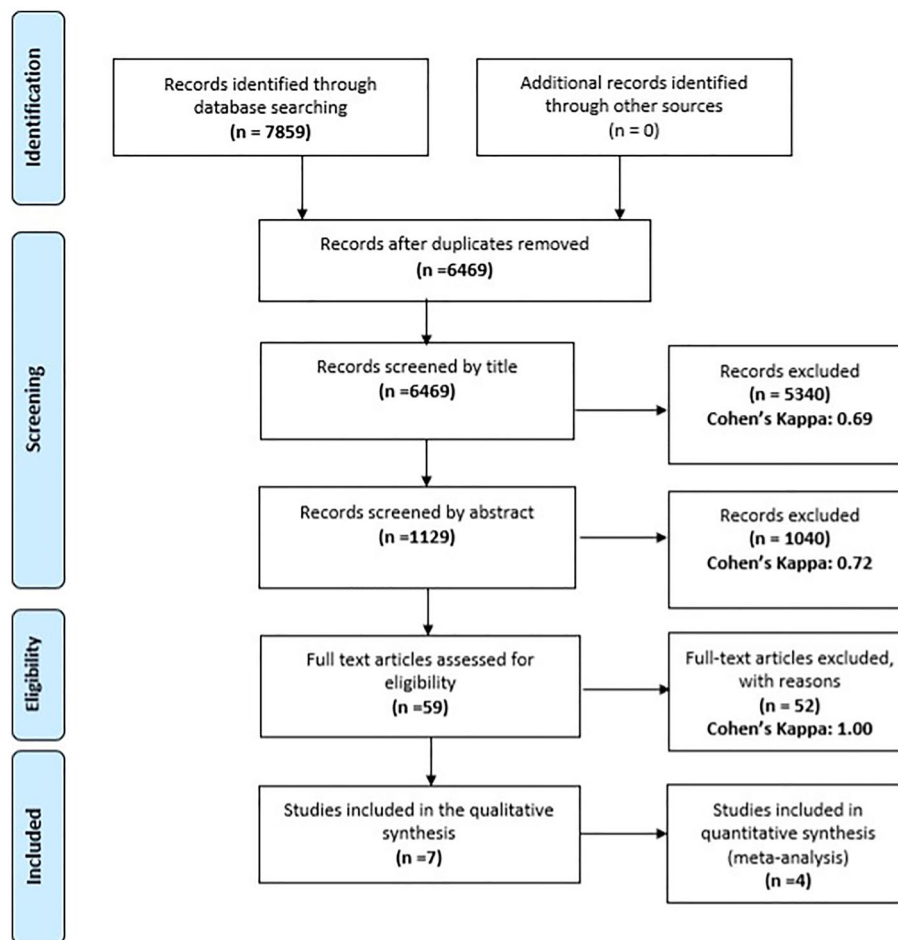 Identification
Records identified through
database searching
(n = 7859)
Additional records identified
through other sources
(n = 0)
Screening
Records after duplicates removed
(n =6469)
Records screened by title
(n =6469)
Records excluded
(n = 5340)
Cohen's Kappa: 0.69
Records screened by abstract
(n =1129)
Records excluded
(n = 1040)
Cohen's Kappa: 0.72
Eligibility
Full text articles assessed for
eligibility
(n =59)
Full-text articles excluded,
with reasons
(n = 52)
Cohen's Kappa: 1.00
Included
Studies included in the qualitative
synthesis
(n =7)
Studies included in
quantitative synthesis
(meta-analysis)
(n =4)